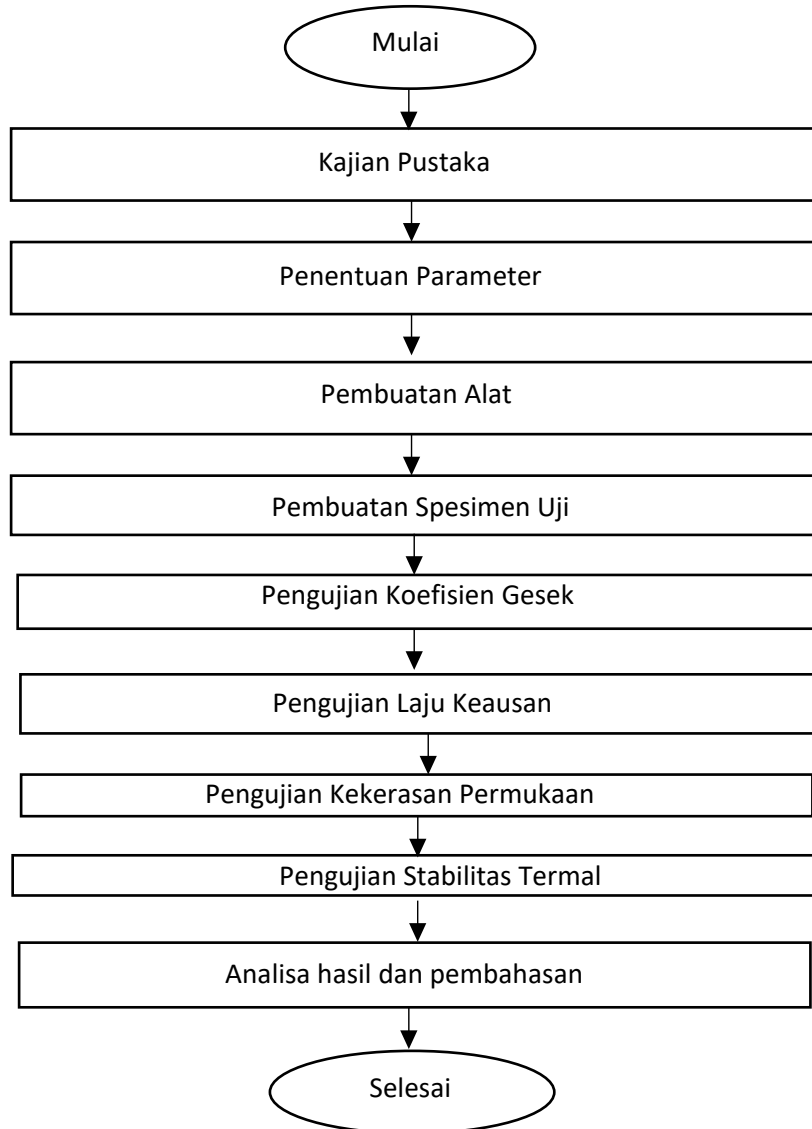 Mulai
Kajian Pustaka
Penentuan Parameter
Pembuatan Alat
Pembuatan Spesimen Uji
Pengujian Koefisien Gesek
Pengujian Laju Keausan
Pengujian Kekerasan Permukaan
Pengujian Stabilitas Termal
Analisa hasil dan pembahasan
Selesai